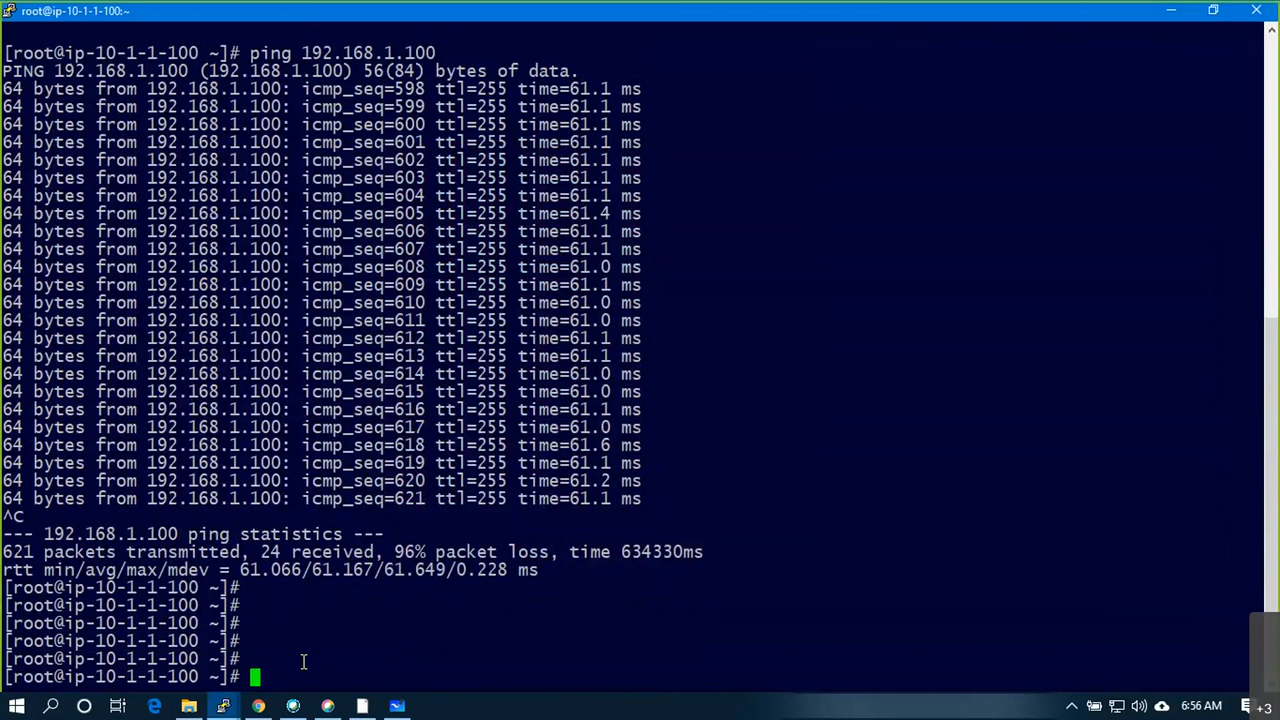 root@ip-10-1-1-100:~
[root@ip-10-1-1-100 ~]# ping 192.168.1.100
PING 192.168.1.100 (192.168.1.100) 56(84) bytes of data.
64 bytes from 192.168.1.100: icmp_seq=598 ttl=255 time=61.1 ms
64 bytes from 192.168.1.100: icmp_seq=599 ttl=255 time=61.1 ms
64 bytes from 192.168.1.100: icmp_seq=600 ttl=255 time=61.1 ms
64 bytes from 192.168.1.100: icmp_seq=601 ttl=255 time=61.1 ms
64 bytes from 192.168.1.100: icmp_seq=602 ttl=255 time=61.1 ms
64 bytes from 192.168.1.100: icmp_seq=603 ttl=255 time=61.1 ms
64 bytes from 192.168.1.100: icmp_seq=604 ttl=255 time=61.1 ms
64 bytes from 192.168.1.100: icmp_seq=605 ttl=255 time=61.4 ms
64 bytes from 192.168.1.100: icmp_seq=606 ttl=255 time=61.1 ms
64 bytes from 192.168.1.100: icmp_seq=607 ttl=255 time=61.1 ms
64 bytes from 192.168.1.100: icmp_seq=608 ttl=255 time=61.0 ms
64 bytes from 192.168.1.100: icmp_seq=609 ttl=255 time=61.1 ms
64 bytes from 192.168.1.100: icmp_seq=610 ttl=255 time=61.0 ms
64 bytes from 192.168.1.100: icmp_seq=611 ttl=255 time=61.0 ms
64 bytes from 192.168.1.100: icmp_seq=612 ttl=255 time=61.1 ms
64 bytes from 192.168.1.100: icmp_seq=613 ttl=255 time=61.1 ms
64 bytes from 192.168.1.100: icmp_seq=614 ttl=255 time=61.0 ms
64 bytes from 192.168.1.100: icmp_seq=615 ttl=255 time=61.0 ms
64 bytes from 192.168.1.100: icmp_seq=616 ttl=255 time=61.1 ms
64 bytes from 192.168.1.100: icmp_seq=617 ttl=255 time=61.0 ms
64 bytes from 192.168.1.100: icmp_seq=618 ttl=255 time=61.6 ms
64 bytes from 192.168.1.100: icmp_seq=619 ttl=255 time=61.1 ms
64 bytes from 192.168.1.100: icmp_seq=620 ttl=255 time=61.2 ms
64 bytes from 192.168.1.100: icmp_seq=621 ttl=255 time=61.1 ms
^C
--- 192.168.1.100 ping statistics ---
621 packets transmitted, 24 received, 96% packet loss, time 634330ms
rtt min/avg/max/mdev = 61.066/61.167/61.649/0.228 ms
[root@ip-10-1-1-100 ~]#
[root@ip-10-1-1-100 ~]#
[root@ip-10-1-1-100 ~]#
[root@ip-10-1-1-100 ~]#
[root@ip-10-1-1-100 ~]#
[root@ip-10-1-1-100 ~]#
6:56 AM
+3